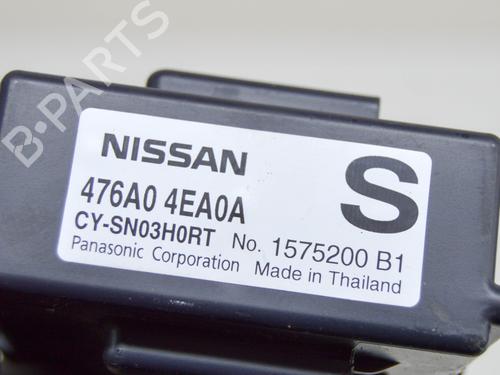 B-PARTS
NISSAN
S
476A0 4EA0A
CY-SN03H0RT No. 1575200 B1
Panasonic Corporation Made in Thailand